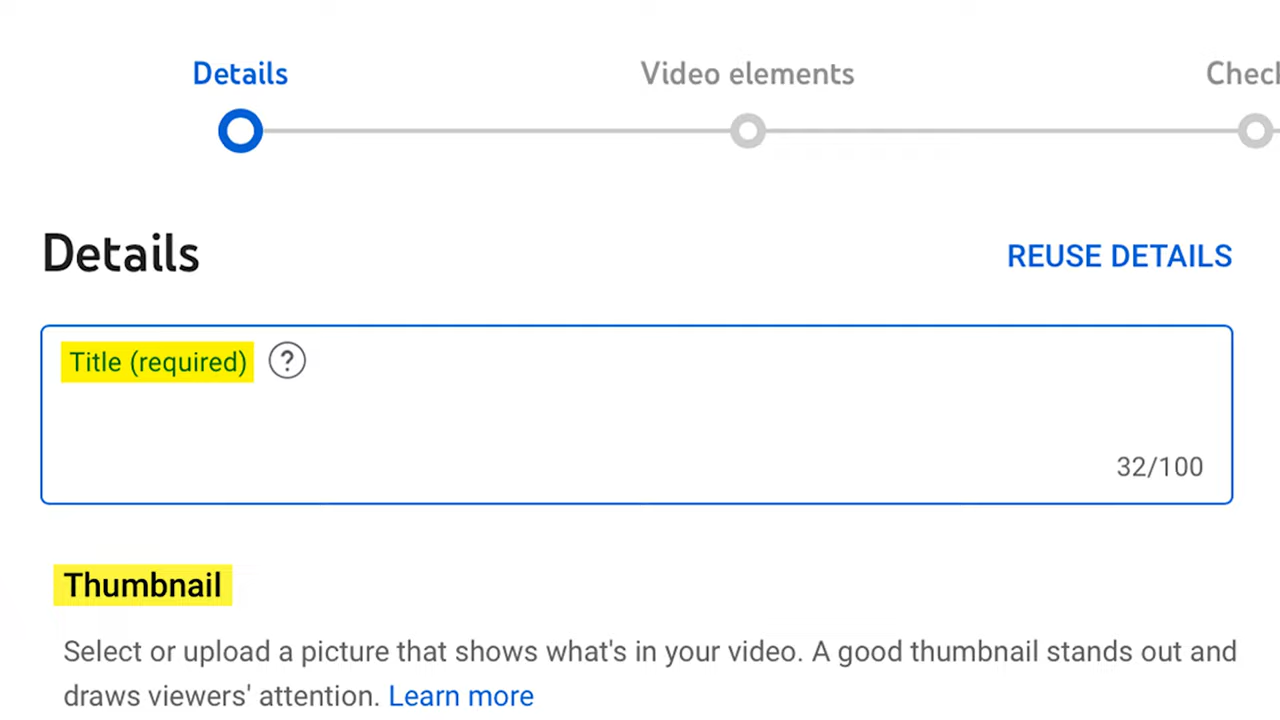 Details
Video elements
Check
Details
REUSE DETAILS
Title (required) ?
32/100
Thumbnail
Select or upload a picture that shows what's in your video. A good thumbnail stands out and
draws viewers' attention. Learn more